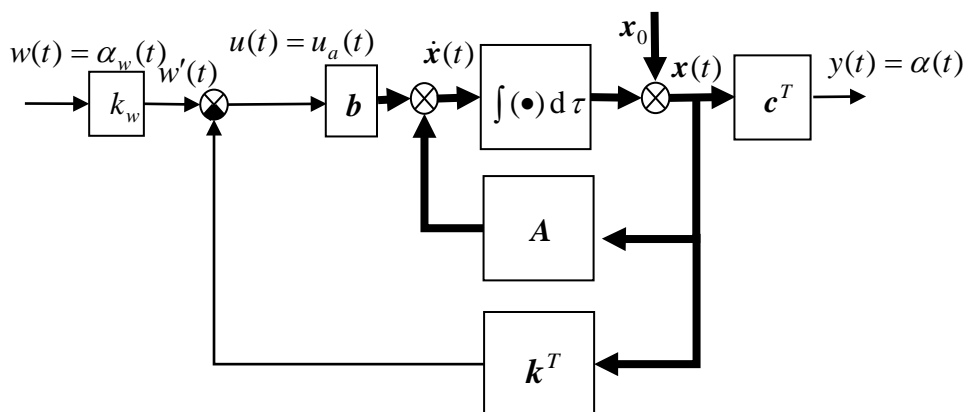 w(t) = α_w(t)
w'(t)
u(t) = u_a(t)
ẋ(t)
x_0
x(t)
y(t) = α(t)
k_w
b
∫(•) d τ
c^T
A
k^T